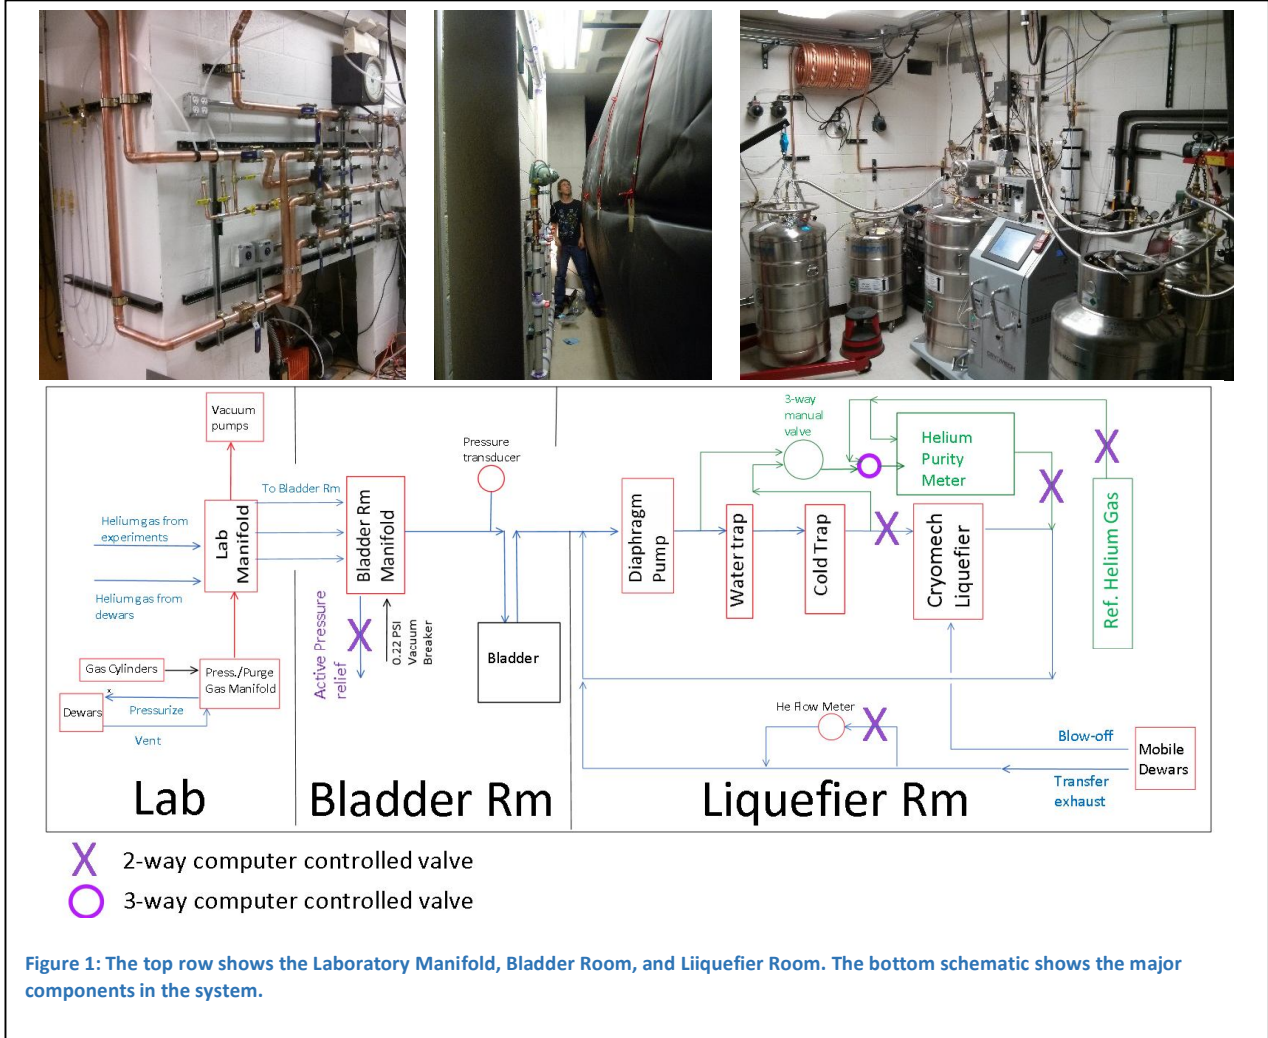 Vacuum
pumps
To Bladder Rm
Helium gas from
experiments
Lab
Manifold
Helium gas from
dewars
Gas Cylinders
Press./Purge
Gas Manifold
x
Dewars
Pressurize
Vent
Lab
Pressure
transducer
Bladder Rm
Manifold
Active Pressure
relief
0.22 PSI
Vacuum
Breaker
Bladder
Bladder Rm
3-way
manual
valve
Helium
Purity
Meter
Diaphragm
Pump
Water trap
Cold Trap
Cryomech
Liquefier
Ref. Helium Gas
He Flow Meter
Blow-off
Mobile
Dewars
Transfer
exhaust
Liquefier Rm
2-way computer controlled valve
3-way computer controlled valve
Figure 1: The top row shows the Laboratory Manifold, Bladder Room, and Liiquefier Room. The bottom schematic shows the major
components in the system.